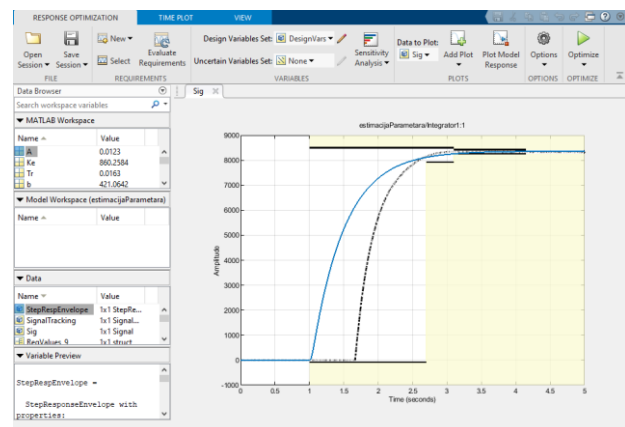 RESPONSE OPTIMIZATION TIME PLOT VIEW
Open Session Save Session New Select Evaluate Requirements
Design Variables Set: DesignVars
Uncertain Variables Set: None
Sensitivity Analysis
Data to Plot: Sig
Add Plot Plot Model Response Options Optimize
FILE REQUIREMENTS VARIABLES PLOTS OPTIONS OPTIMIZE
Data Browser
Search workspace variables
Sig
MATLAB Workspace
Name Value
A 0.0123
Ke 860.2584
Tr 0.0163
b 421.0642
Model Workspace (estimacijaParametara)
Name Value
Data
Name Value
StepRespEnvelope 1x1 StepRe...
SignalTracking 1x1 Signal...
Sig 1x1 Signal
ReqValues_9 1x1 struct
Variable Preview
StepRespEnvelope =
StepResponseEnvelope with
properties:
estimacijaParametara/Integrator1:1
Amplitude
9000
8000
7000
6000
5000
4000
3000
2000
1000
0
-1000
0 0.5 1 1.5 2 2.5 3 3.5 4 4.5 5
Time (seconds)